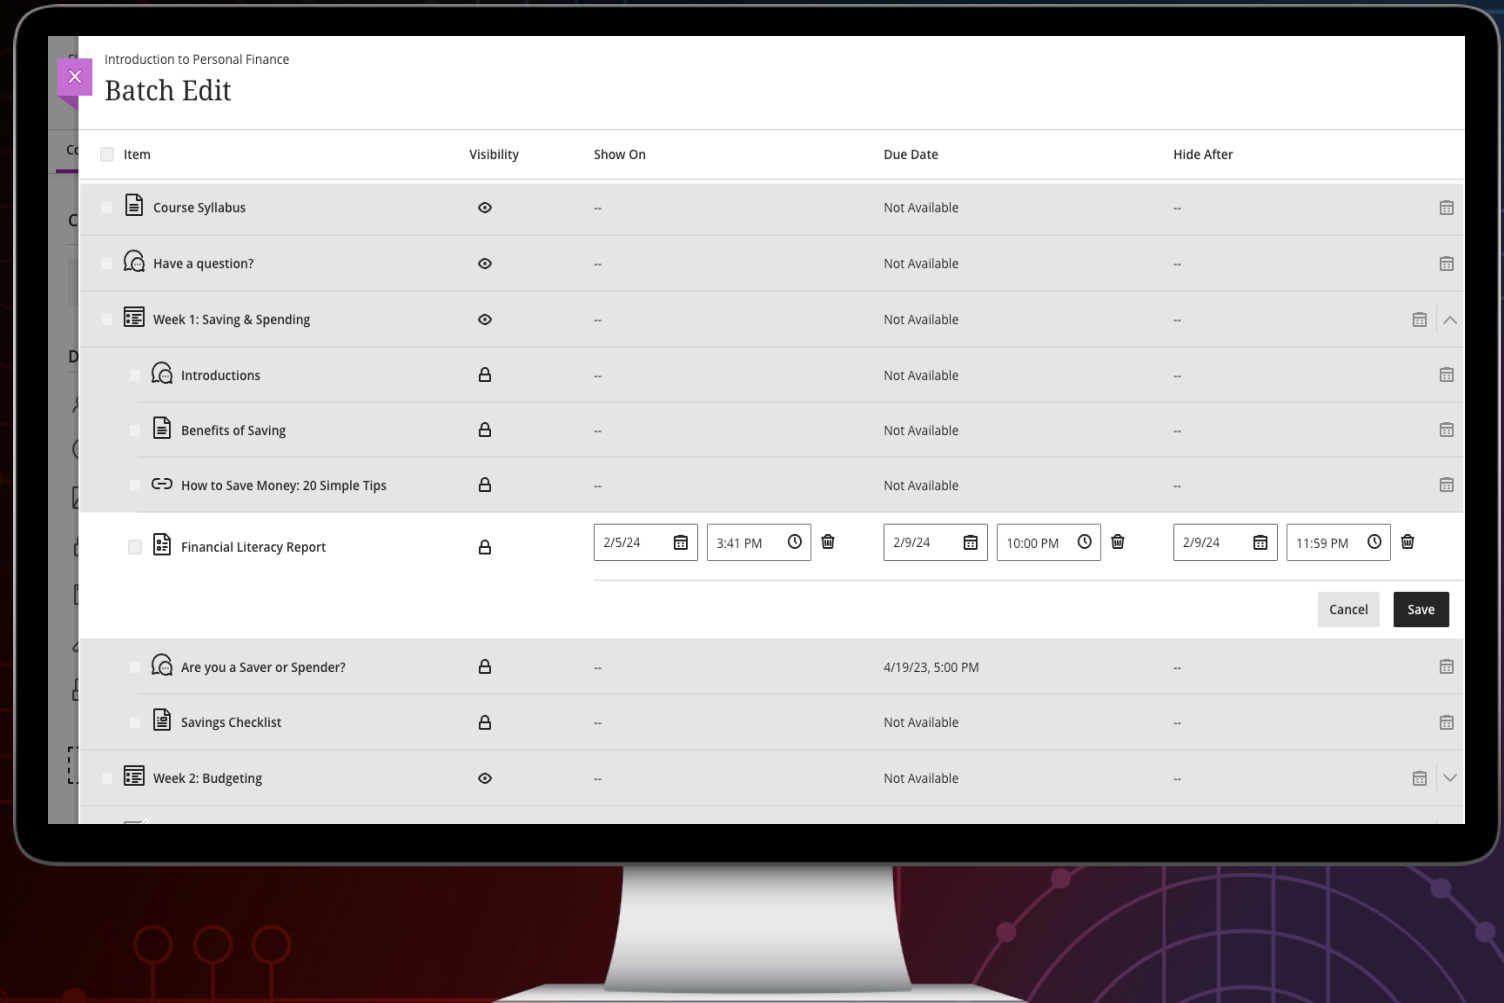 Introduction to Personal Finance
Batch Edit
Item Visibility Show On Due Date Hide After
Course Syllabus -- Not Available --
Have a question? -- Not Available --
Week 1: Saving & Spending -- Not Available --
Introductions -- Not Available --
Benefits of Saving -- Not Available --
How to Save Money: 20 Simple Tips -- Not Available --
Financial Literacy Report 2/5/24 3:41 PM 2/9/24 10:00 PM 2/9/24 11:59 PM
Cancel Save
Are you a Saver or Spender? -- 4/19/23, 5:00 PM --
Savings Checklist -- Not Available --
Week 2: Budgeting -- Not Available --